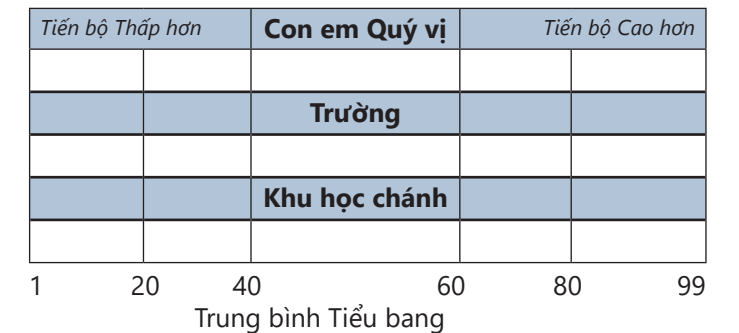 Tiến bộ Thấp hơn Con em Quý vị Tiến bộ Cao hơn
Trường
Khu học chánh
1 20 40 60 80 99
Trung bình Tiểu bang